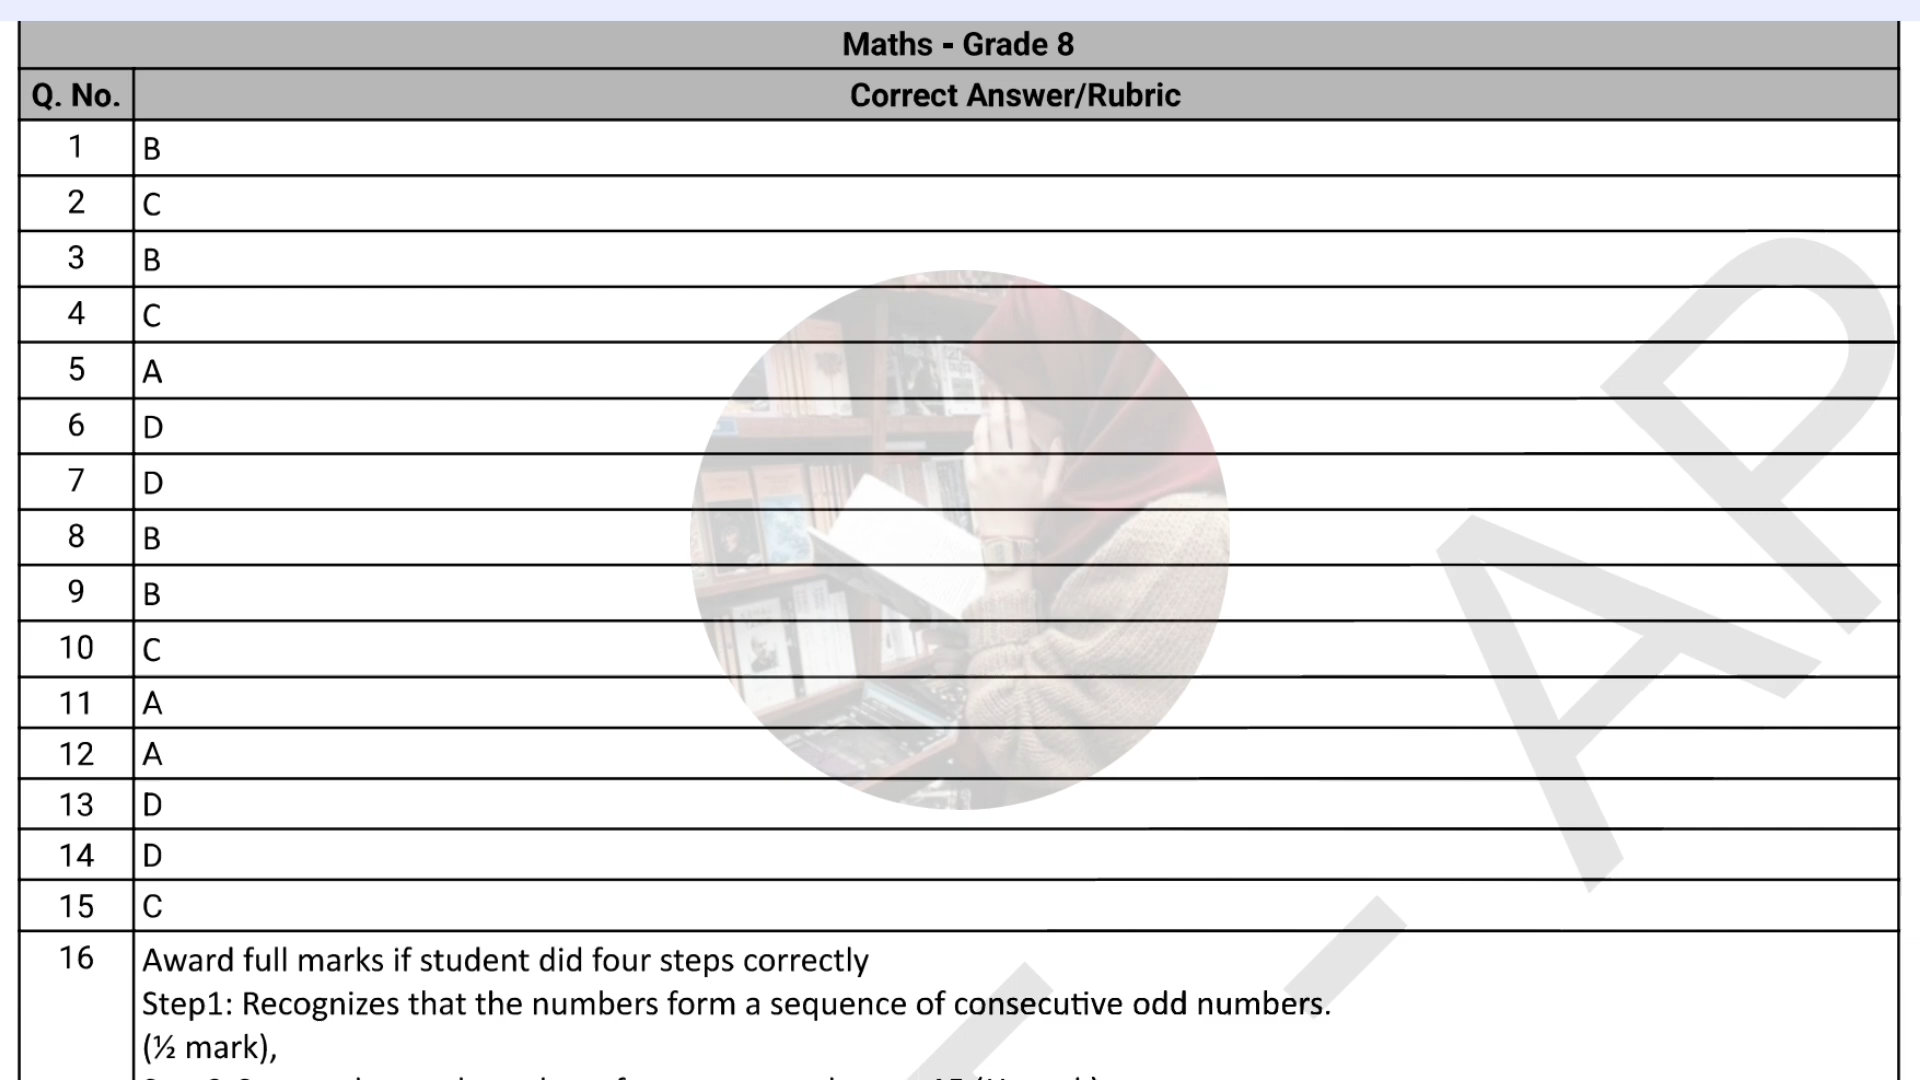 Maths - Grade 8
Q. No. Correct Answer/Rubric
1 B
2 C
3 B
4 C
5 A
6 D
7 D
8 B
9 B
10 C
11 A
12 A
13 D
14 D
15 C
16 Award full marks if student did four steps correctly
Step1: Recognizes that the numbers form a sequence of consecutive odd numbers.
(½ mark),
- AP